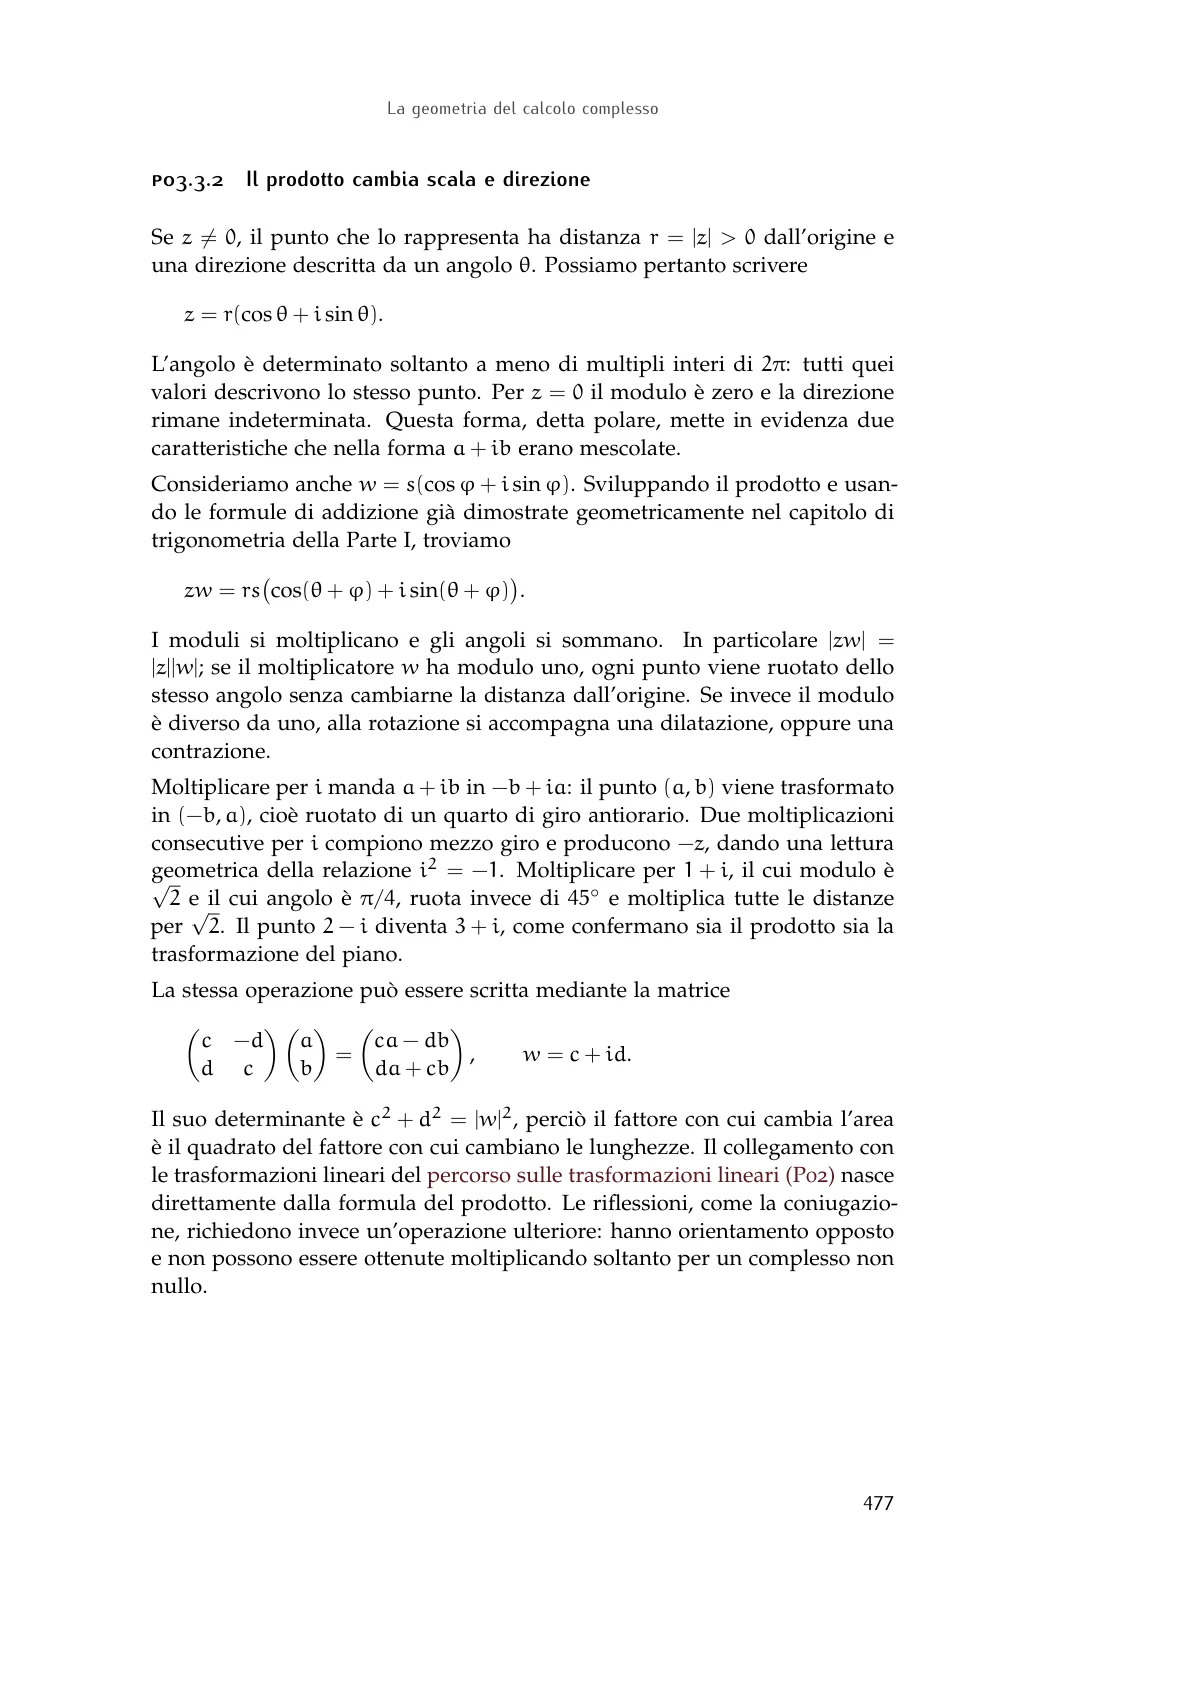 La geometria del calcolo complesso
P03.3.2 Il prodotto cambia scala e direzione
Se z ≠ 0, il punto che lo rappresenta ha distanza r = |z| > 0 dall'origine e
una direzione descritta da un angolo θ. Possiamo pertanto scrivere
z = r(cos θ + i sin θ).
L'angolo è determinato soltanto a meno di multipli interi di 2π: tutti quei
valori descrivono lo stesso punto. Per z = 0 il modulo è zero e la direzione
rimane indeterminata. Questa forma, detta polare, mette in evidenza due
caratteristiche che nella forma a + ib erano mescolate.
Consideriamo anche w = s(cos φ + i sin φ). Sviluppando il prodotto e usan-
do le formule di addizione già dimostrate geometricamente nel capitolo di
trigonometria della Parte I, troviamo
zw = rs(cos(θ + φ) + i sin(θ + φ)).
I moduli si moltiplicano e gli angoli si sommano. In particolare |zw| =
|z||w|; se il moltiplicatore w ha modulo uno, ogni punto viene ruotato dello
stesso angolo senza cambiarne la distanza dall'origine. Se invece il modulo
è diverso da uno, alla rotazione si accompagna una dilatazione, oppure una
contrazione.
Moltiplicare per i manda a + ib in −b + ia: il punto (a, b) viene trasformato
in (−b, a), cioè ruotato di un quarto di giro antiorario. Due moltiplicazioni
consecutive per i compiono mezzo giro e producono −z, dando una lettura
geometrica della relazione i² = −1. Moltiplicare per 1 + i, il cui modulo è
√2 e il cui angolo è π/4, ruota invece di 45° e moltiplica tutte le distanze
per √2. Il punto 2 − i diventa 3 + i, come confermano sia il prodotto sia la
trasformazione del piano.
La stessa operazione può essere scritta mediante la matrice
(c −d) (a) = (ca − db)
(d c) (b) (da + cb), w = c + id.
Il suo determinante è c² + d² = |w|², perciò il fattore con cui cambia l'area
è il quadrato del fattore con cui cambiano le lunghezze. Il collegamento con
le trasformazioni lineari del percorso sulle trasformazioni lineari (P02) nasce
direttamente dalla formula del prodotto. Le riflessioni, come la coniugazio-
ne, richiedono invece un'operazione ulteriore: hanno orientamento opposto
e non possono essere ottenute moltiplicando soltanto per un complesso non
nullo.
477